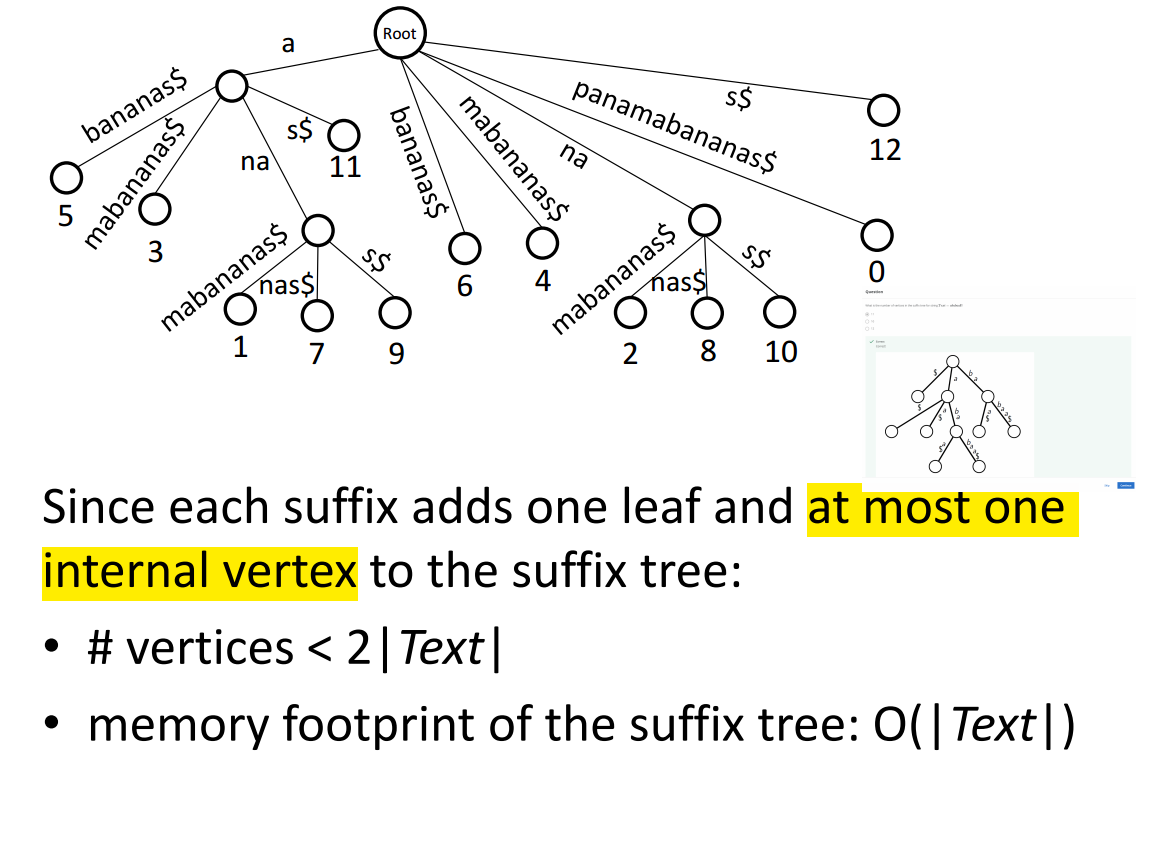 Root
a
bananas$
mabananas$
na
s$
bananas$
mabananas$
na
panamabananas$
s$
5
3
11
12
mabananas$
nas$
s$
6
4
mabananas$
nas$
s$
0
1
7
9
2
8
10
Question
$
a
b
a
$
a
$
b
a
a
$
b
a
a
$
a
$
b
a
a
$
Since each suffix adds one leaf and at most one
internal vertex to the suffix tree:
• # vertices < 2|Text|
• memory footprint of the suffix tree: O(|Text|)